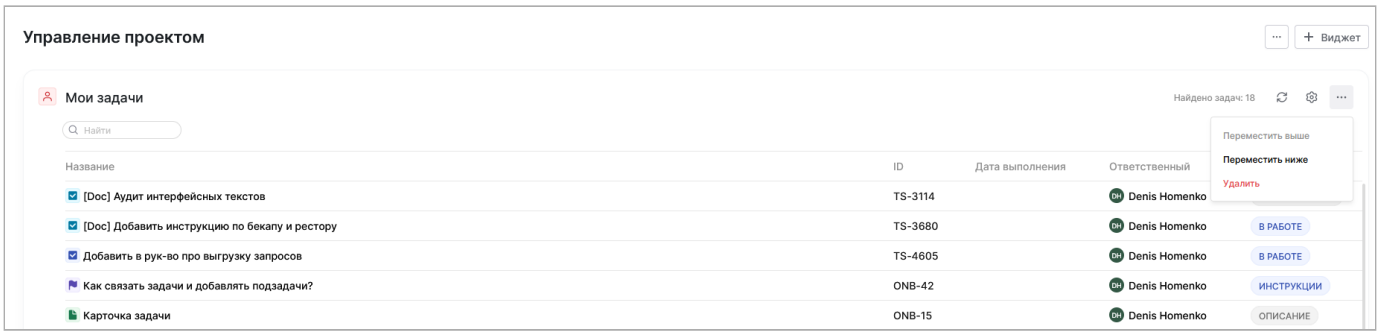 Управление проектом
... + Виджет
Мои задачи
Найдено задач: 18 ...
Найти
Переместить выше
Переместить ниже
Удалить
Название ID Дата выполнения Ответственный
[Doc] Аудит интерфейсных текстов TS-3114 DH Denis Homenko
[Doc] Добавить инструкцию по бекапу и рестору TS-3680 DH Denis Homenko В РАБОТЕ
Добавить в рук-во про выгрузку запросов TS-4605 DH Denis Homenko В РАБОТЕ
Как связать задачи и добавлять подзадачи? ONB-42 DH Denis Homenko ИНСТРУКЦИИ
Карточка задачи ONB-15 DH Denis Homenko ОПИСАНИЕ